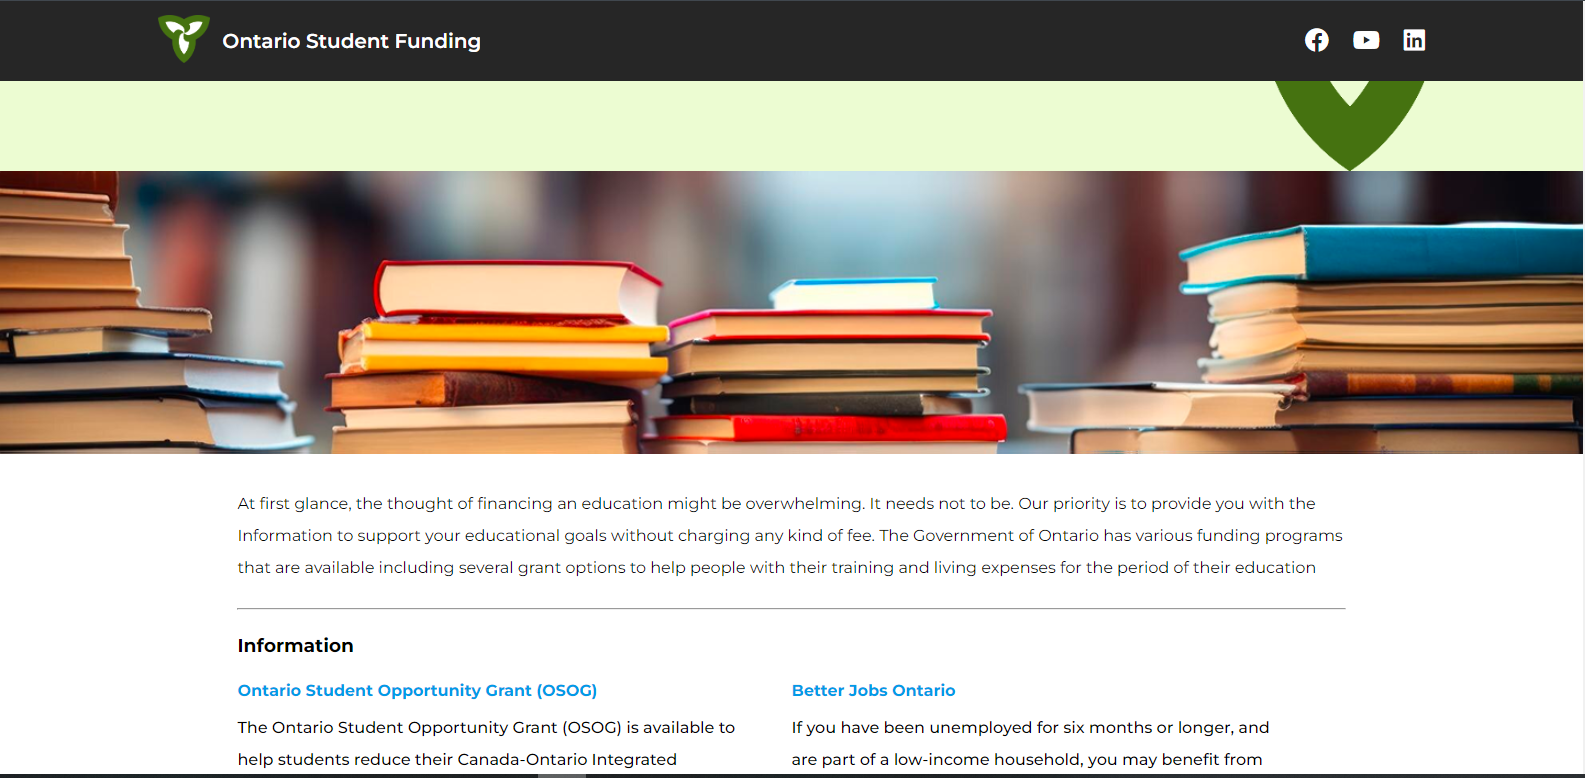 Ontario Student Funding
At first glance, the thought of financing an education might be overwhelming. It needs not to be. Our priority is to provide you with the
Information to support your educational goals without charging any kind of fee. The Government of Ontario has various funding programs
that are available including several grant options to help people with their training and living expenses for the period of their education
Information
Ontario Student Opportunity Grant (OSOG)
The Ontario Student Opportunity Grant (OSOG) is available to
help students reduce their Canada-Ontario Integrated
Better Jobs Ontario
If you have been unemployed for six months or longer, and
are part of a low-income household, you may benefit from